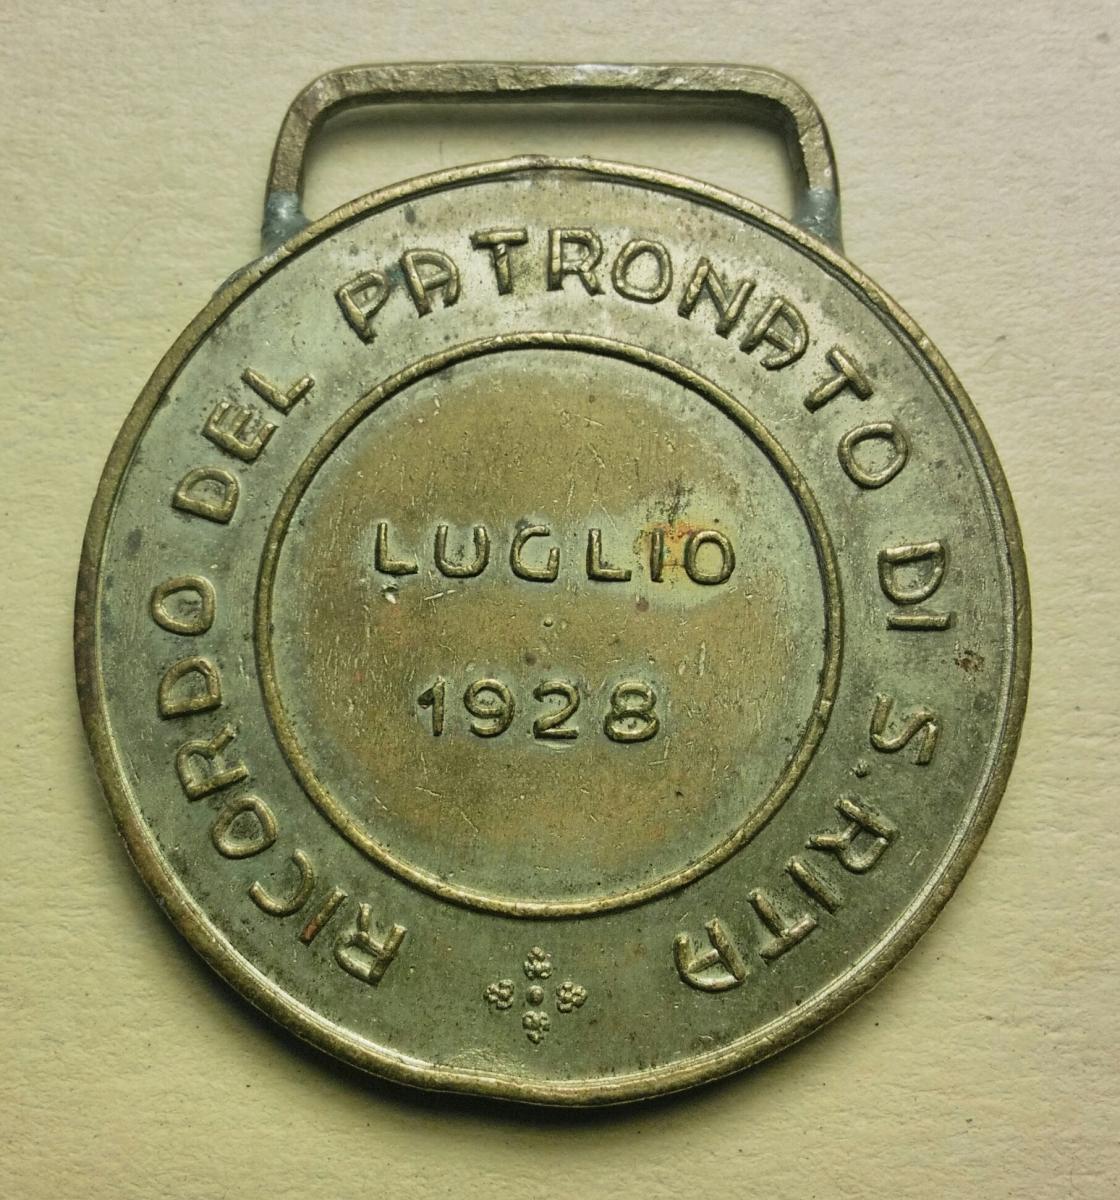 RICORDO DEL PATRONATO DI S. RITA
LUGLIO
1928